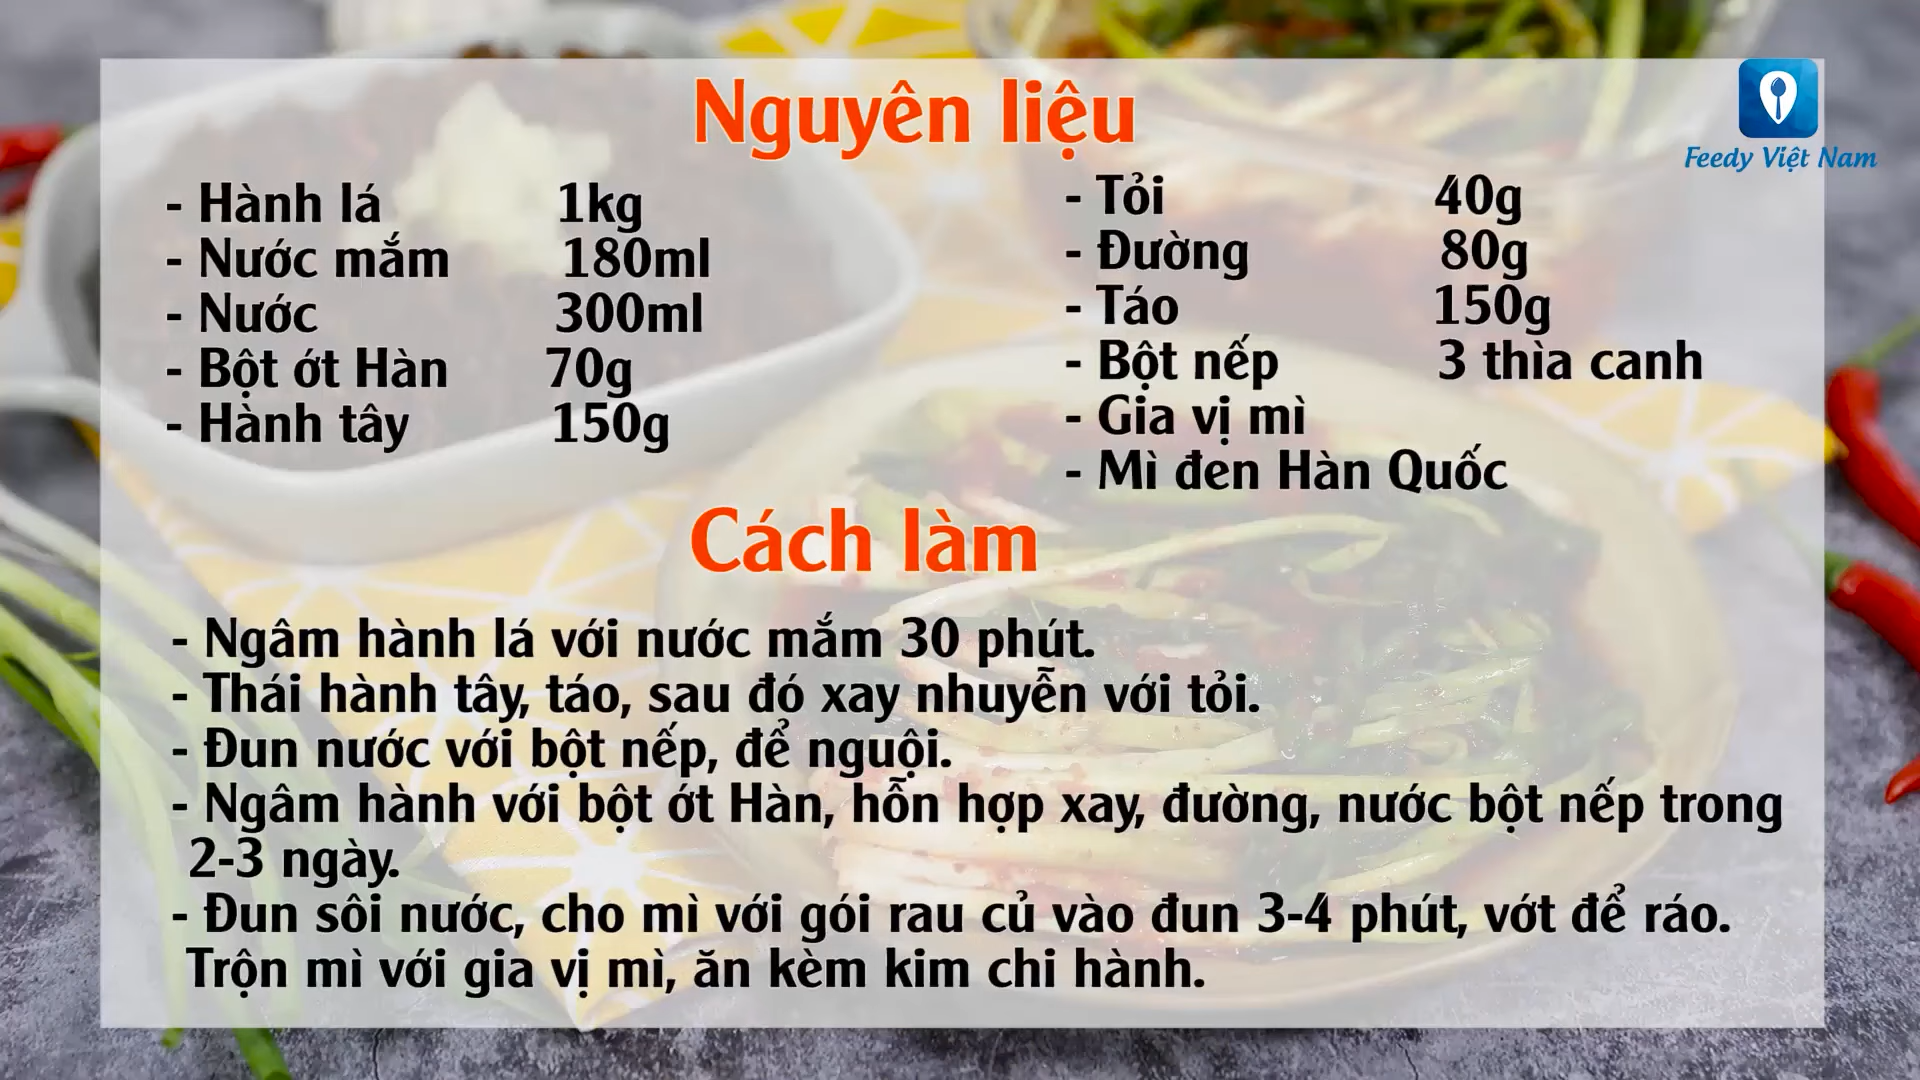 Nguyên liệu
Feedy Việt Nam
- Hành lá 1kg
- Nước mắm 180ml
- Nước 300ml
- Bột ớt Hàn 70g
- Hành tây 150g
- Tỏi 40g
- Đường 80g
- Táo 150g
- Bột nếp 3 thìa canh
- Gia vị mì
- Mì đen Hàn Quốc
Cách làm
- Ngâm hành lá với nước mắm 30 phút.
- Thái hành tây, táo, sau đó xay nhuyễn với tỏi.
- Đun nước với bột nếp, để nguội.
- Ngâm hành với bột ớt Hàn, hỗn hợp xay, đường, nước bột nếp trong
2-3 ngày.
- Đun sôi nước, cho mì với gói rau củ vào đun 3-4 phút, vớt để ráo.
Trộn mì với gia vị mì, ăn kèm kim chi hành.